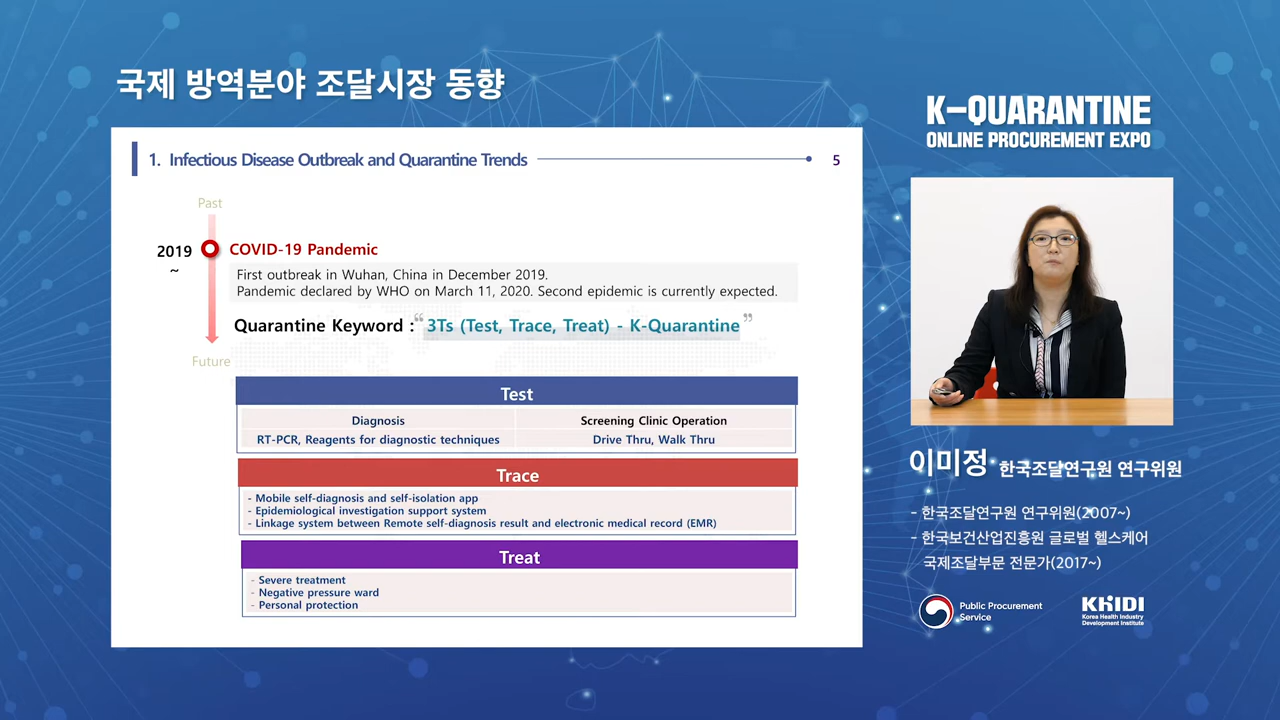 국제 방역분야 조달시장 동향
1. Infectious Disease Outbreak and Quarantine Trends
5
Past
2019
~
COVID-19 Pandemic
First outbreak in Wuhan, China in December 2019.
Pandemic declared by WHO on March 11, 2020. Second epidemic is currently expected.
Quarantine Keyword : “ 3Ts (Test, Trace, Treat) - K-Quarantine ”
Future
Test
Diagnosis
Screening Clinic Operation
RT-PCR, Reagents for diagnostic techniques
Drive Thru, Walk Thru
Trace
- Mobile self-diagnosis and self-isolation app
- Epidemiological investigation support system
- Linkage system between Remote self-diagnosis result and electronic medical record (EMR)
Treat
- Severe treatment
- Negative pressure ward
- Personal protection
K-QUARANTINE
ONLINE PROCUREMENT EXPO
이미정 한국조달연구원 연구위원
- 한국조달연구원 연구위원(2007~)
- 한국보건산업진흥원 글로벌 헬스케어
국제조달부문 전문가(2017~)
Public Procurement
Service
KHIDI
Korea Health Industry
Development Institute